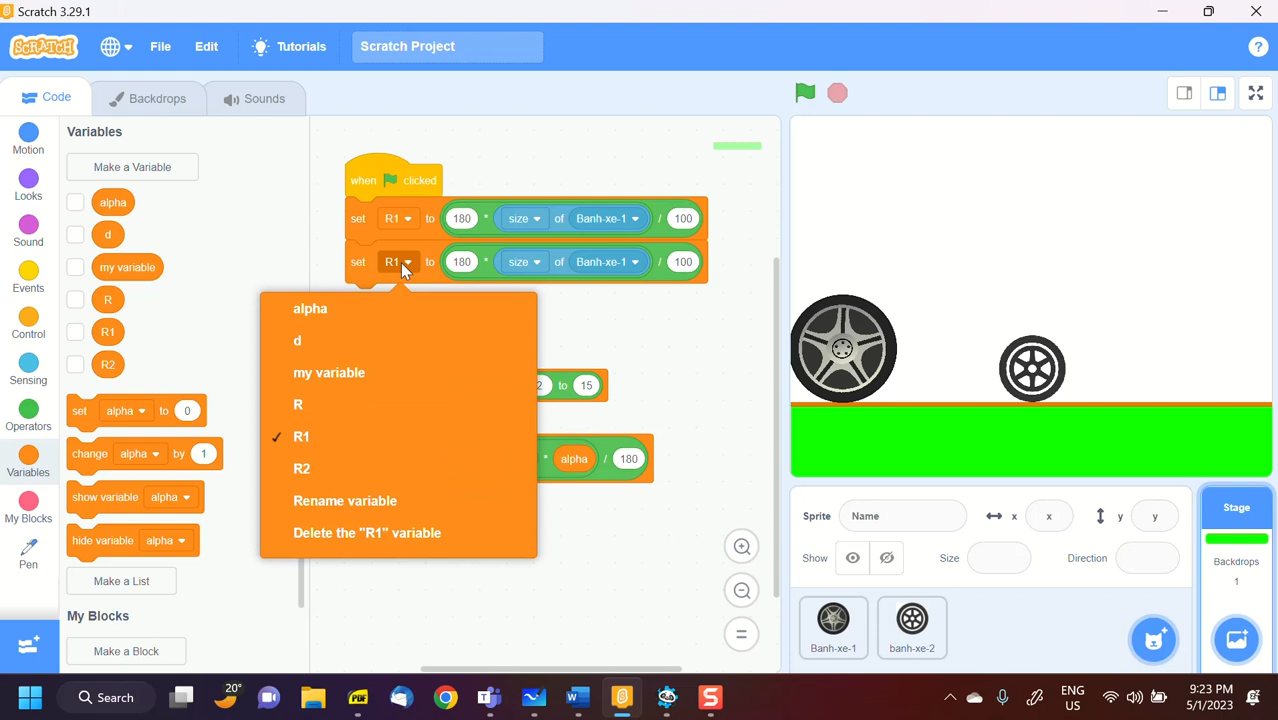 Scratch 3.29.1
SCRATCH
File
Edit
Tutorials
Scratch Project
?
Code
Backdrops
Sounds
Motion
Looks
Sound
Events
Control
Sensing
Operators
Variables
My Blocks
Pen
Variables
Make a Variable
alpha
d
my variable
R
R1
R2
set alpha to 0
change alpha by 1
show variable alpha
hide variable alpha
Make a List
My Blocks
Make a Block
when clicked
set R1 to 180 * size of Banh-xe-1 / 100
set R1 to 180 * size of Banh-xe-1 / 100
2 to 15
* alpha / 180
alpha
d
my variable
R
✓ R1
R2
Rename variable
Delete the "R1" variable
Sprite Name x x y y
Show Size Direction
Banh-xe-1
banh-xe-2
Stage
Backdrops
1
Search
20°
PDF
W
S
ENG
US
9:23 PM
5/1/2023